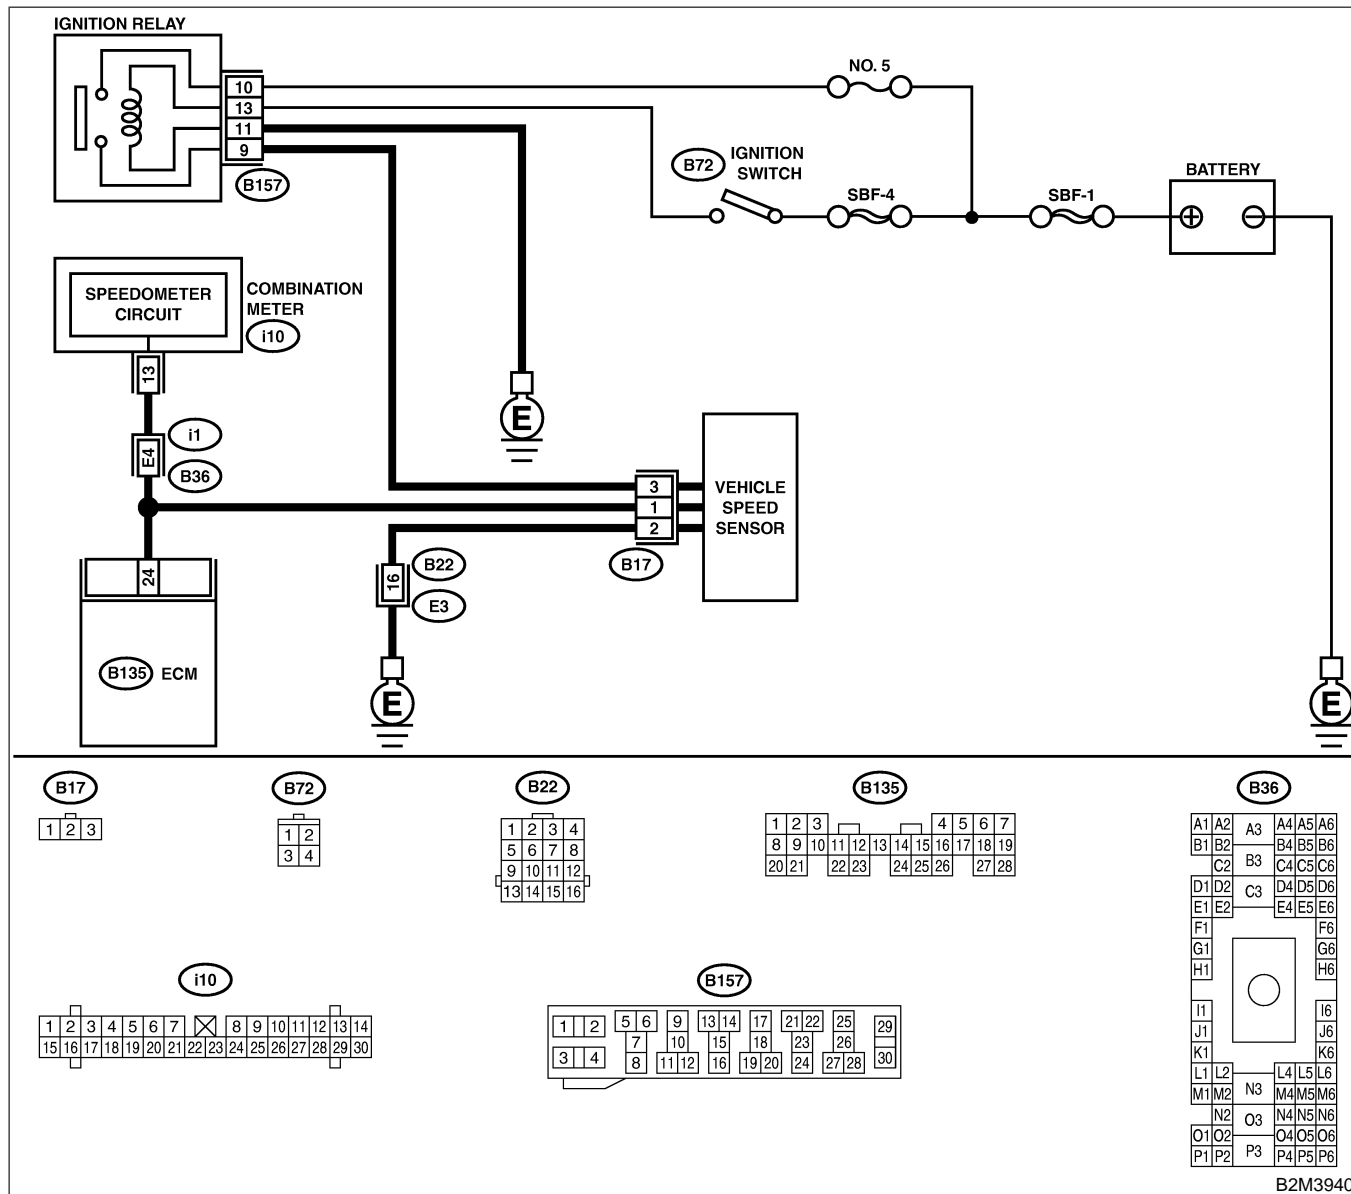 IGNITION RELAY
10
13
11
9
B157
NO. 5
B72
IGNITION
SWITCH
SBF-4
SBF-1
BATTERY
SPEEDOMETER
CIRCUIT
COMBINATION
METER
i10
13
E4
i1
B36
24
B135 ECM
E
3
1
2
B17
VEHICLE
SPEED
SENSOR
16
B22
E3
E
E
B17
1 2 3
B72
1 2
3 4
B22
1 2 3 4
5 6 7 8
9 10 11 12
13 14 15 16
B135
1 2 3 4 5 6 7
8 9 10 11 12 13 14 15 16 17 18 19
20 21 22 23 24 25 26 27 28
B36
A1 A2 A3 A4 A5 A6
B1 B2 B3 B4 B5 B6
C2 C4 C5 C6
D1 D2 C3 D4 D5 D6
E1 E2 E4 E5 E6
F1 F6
G1 G6
H1 H6
I1 I6
J1 J6
K1 K6
L1 L2 L4 L5 L6
M1 M2 N3 M4 M5 M6
N2 O3 N4 N5 N6
O1 O2 O4 O5 O6
P1 P2 P3 P4 P5 P6
i10
1 2 3 4 5 6 7 8 9 10 11 12 13 14
15 16 17 18 19 20 21 22 23 24 25 26 27 28 29 30
B157
1 2 5 6 9 13 14 17 21 22 25 29
7 10 15 18 23 26
3 4 8 11 12 16 19 20 24 27 28 30
B2M3940